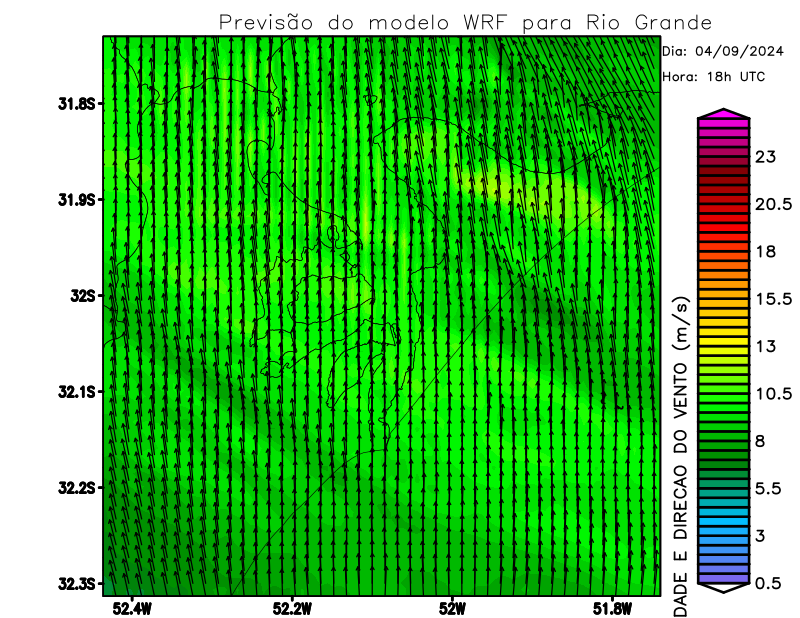 Previsão do modelo WRF para Rio Grande
Dia: 04/09/2024
Hora: 18h UTC
31.8S
31.9S
32S
32.1S
32.2S
32.3S
52.4W
52.2W
52W
51.8W
DADE E DIRECAO DO VENTO (m/s)
23
20.5
18
15.5
13
10.5
8
5.5
3
0.5